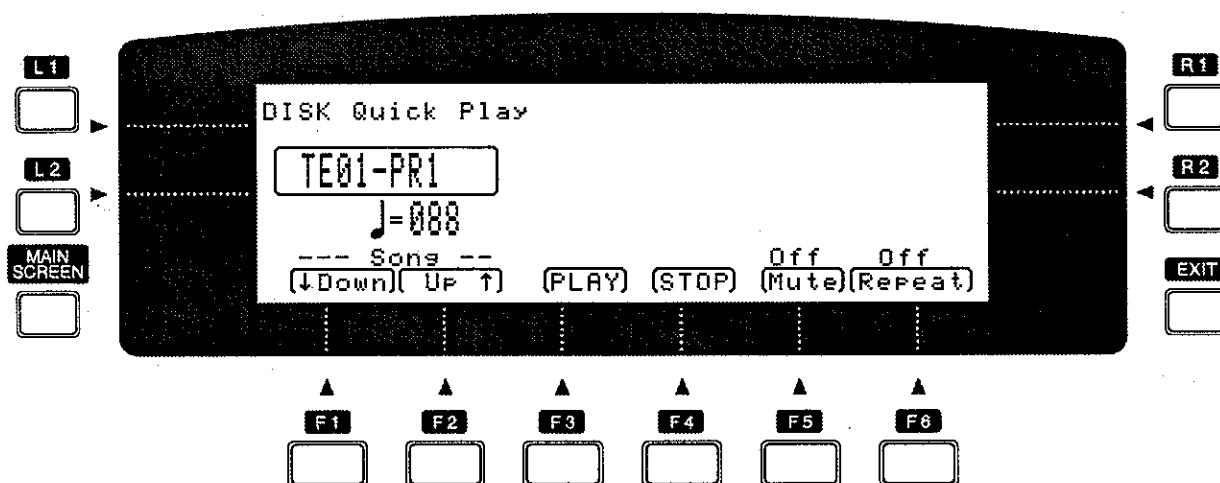 L1
R1
DISK Quick Play
L2
TE01-PR1
R2
♩=088
MAIN
SCREEN
--- Song --
Off
Off
EXIT
↓Down
Up ↑
PLAY
STOP
Mute
Repeat
F1
F2
F3
F4
F5
F6